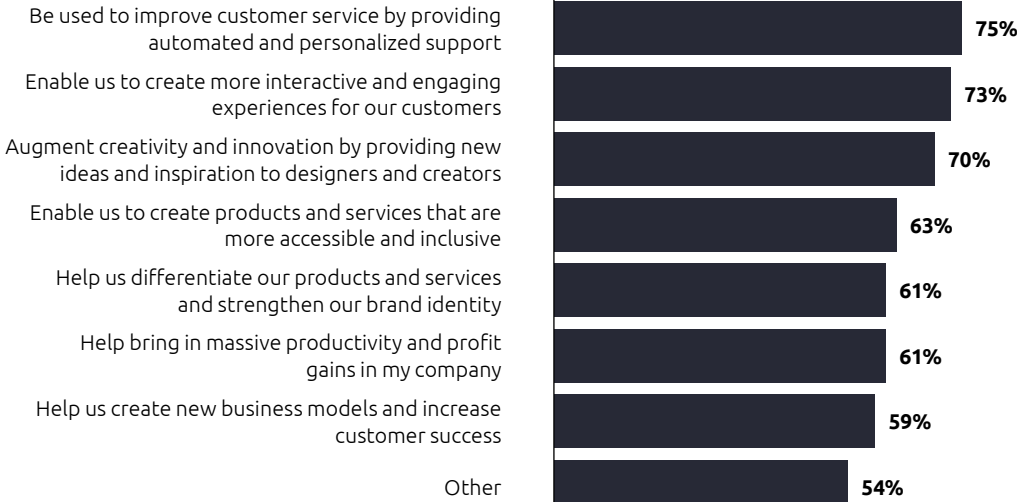 Be used to improve customer service by providing
automated and personalized support
75%
Enable us to create more interactive and engaging
experiences for our customers
73%
Augment creativity and innovation by providing new
ideas and inspiration to designers and creators
70%
Enable us to create products and services that are
more accessible and inclusive
63%
Help us differentiate our products and services
and strengthen our brand identity
61%
Help bring in massive productivity and profit
gains in my company
61%
Help us create new business models and increase
customer success
59%
Other
54%